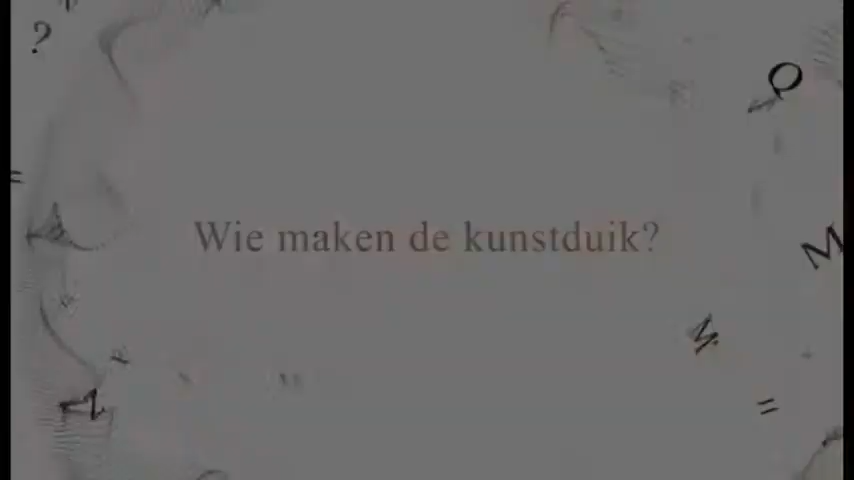 ?
Q
=
Wie maken de kunstduik?
M
M
=